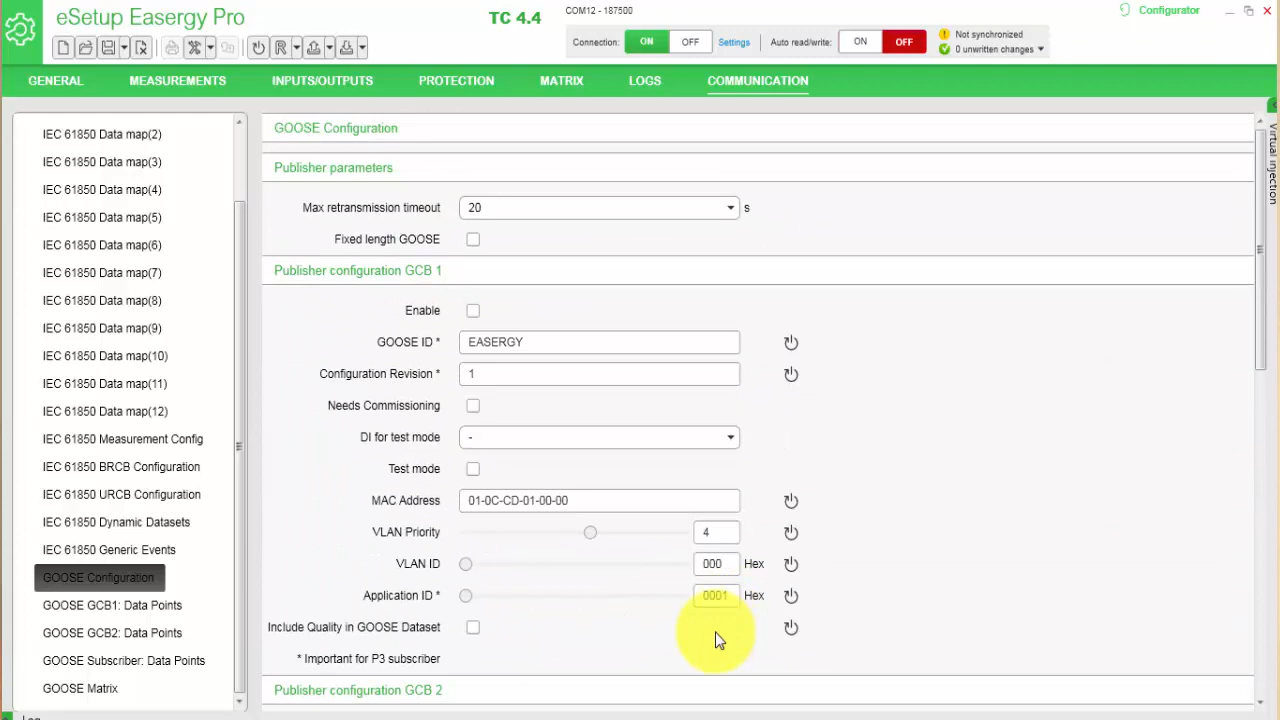 eSetup Easergy Pro
TC 4.4
COM12 - 187500
Configurator
Connection: ON OFF Settings Auto read/write: ON OFF
Not synchronized
0 unwritten changes
GENERAL MEASUREMENTS INPUTS/OUTPUTS PROTECTION MATRIX LOGS COMMUNICATION
IEC 61850 Data map(2)
IEC 61850 Data map(3)
IEC 61850 Data map(4)
IEC 61850 Data map(5)
IEC 61850 Data map(6)
IEC 61850 Data map(7)
IEC 61850 Data map(8)
IEC 61850 Data map(9)
IEC 61850 Data map(10)
IEC 61850 Data map(11)
IEC 61850 Data map(12)
IEC 61850 Measurement Config
IEC 61850 BRCB Configuration
IEC 61850 URCB Configuration
IEC 61850 Dynamic Datasets
IEC 61850 Generic Events
GOOSE Configuration
GOOSE GCB1: Data Points
GOOSE GCB2: Data Points
GOOSE Subscriber: Data Points
GOOSE Matrix
GOOSE Configuration
Publisher parameters
Max retransmission timeout 20 s
Fixed length GOOSE
Publisher configuration GCB 1
Enable
GOOSE ID * EASERGY
Configuration Revision * 1
Needs Commissioning
DI for test mode -
Test mode
MAC Address 01-0C-CD-01-00-00
VLAN Priority 4
VLAN ID 000 Hex
Application ID * 0001 Hex
Include Quality in GOOSE Dataset
* Important for P3 subscriber
Publisher configuration GCB 2
Virtual injection
Log